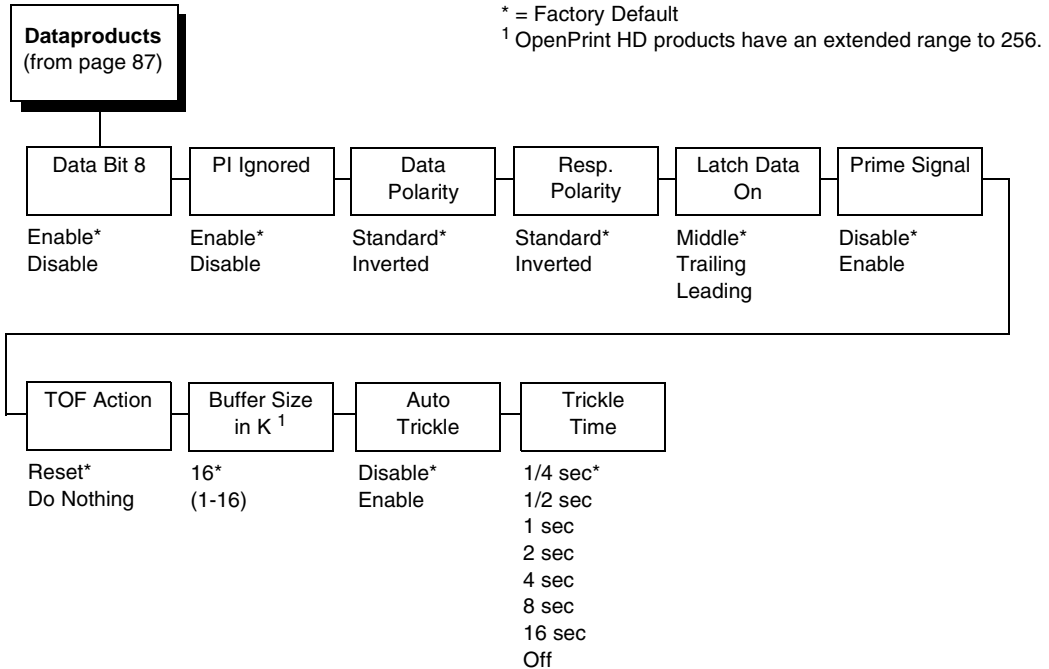 Dataproducts
(from page 87)
* = Factory Default
1 OpenPrint HD products have an extended range to 256.
Data Bit 8
Enable*
Disable
PI Ignored
Enable*
Disable
Data
Polarity
Standard*
Inverted
Resp.
Polarity
Standard*
Inverted
Latch Data
On
Middle*
Trailing
Leading
Prime Signal
Disable*
Enable
TOF Action
Reset*
Do Nothing
Buffer Size
in K 1
16*
(1-16)
Auto
Trickle
Disable*
Enable
Trickle
Time
1/4 sec*
1/2 sec
1 sec
2 sec
4 sec
8 sec
16 sec
Off